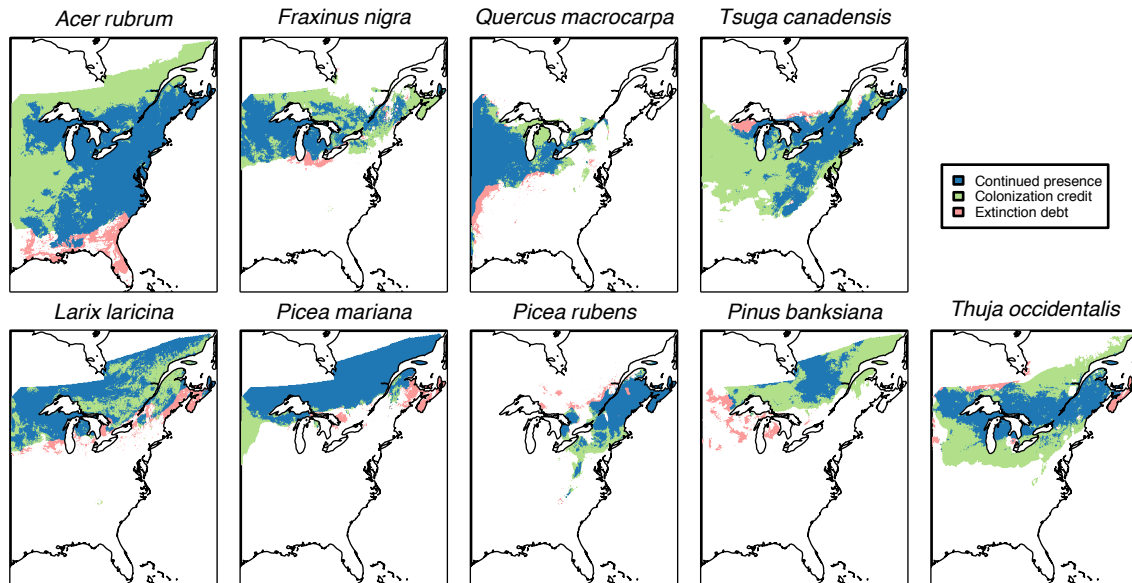 Acer rubrum
Fraxinus nigra
Quercus macrocarpa
Tsuga canadensis
Continued presence
Colonization credit
Extinction debt
Larix laricina
Picea mariana
Picea rubens
Pinus banksiana
Thuja occidentalis